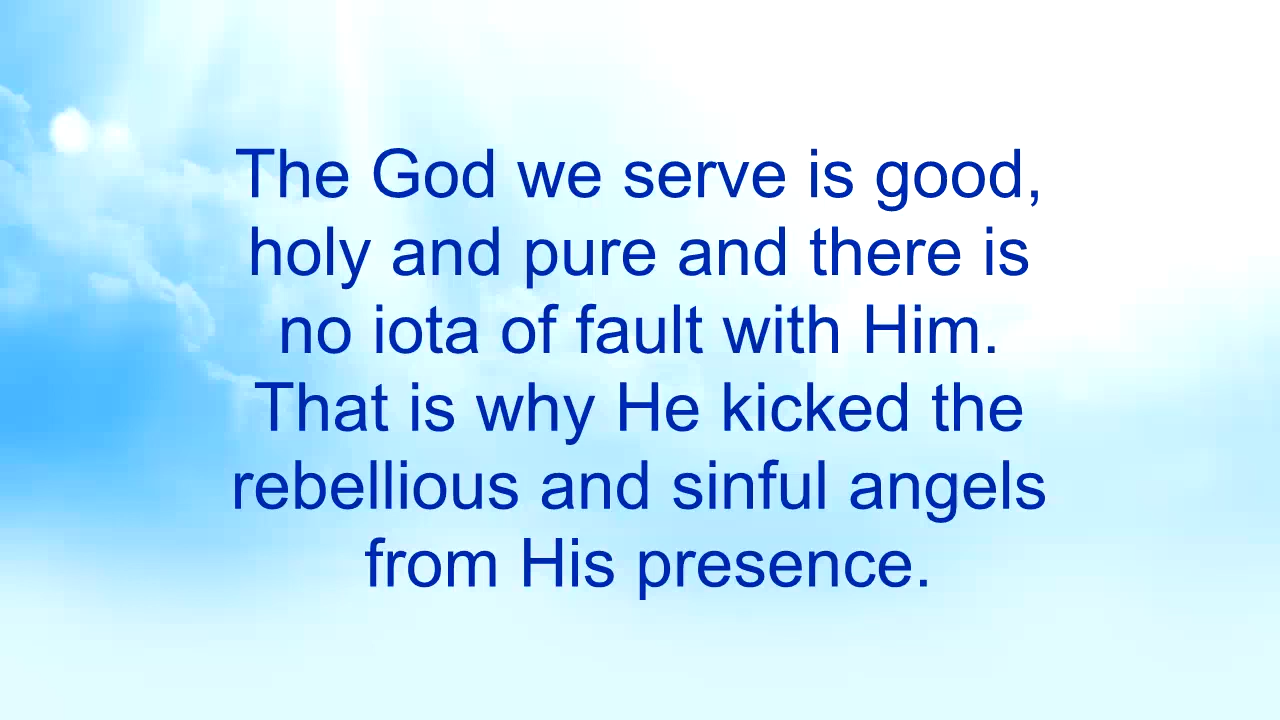 The God we serve is good,
holy and pure and there is
no iota of fault with Him.
That is why He kicked the
rebellious and sinful angels
from His presence.